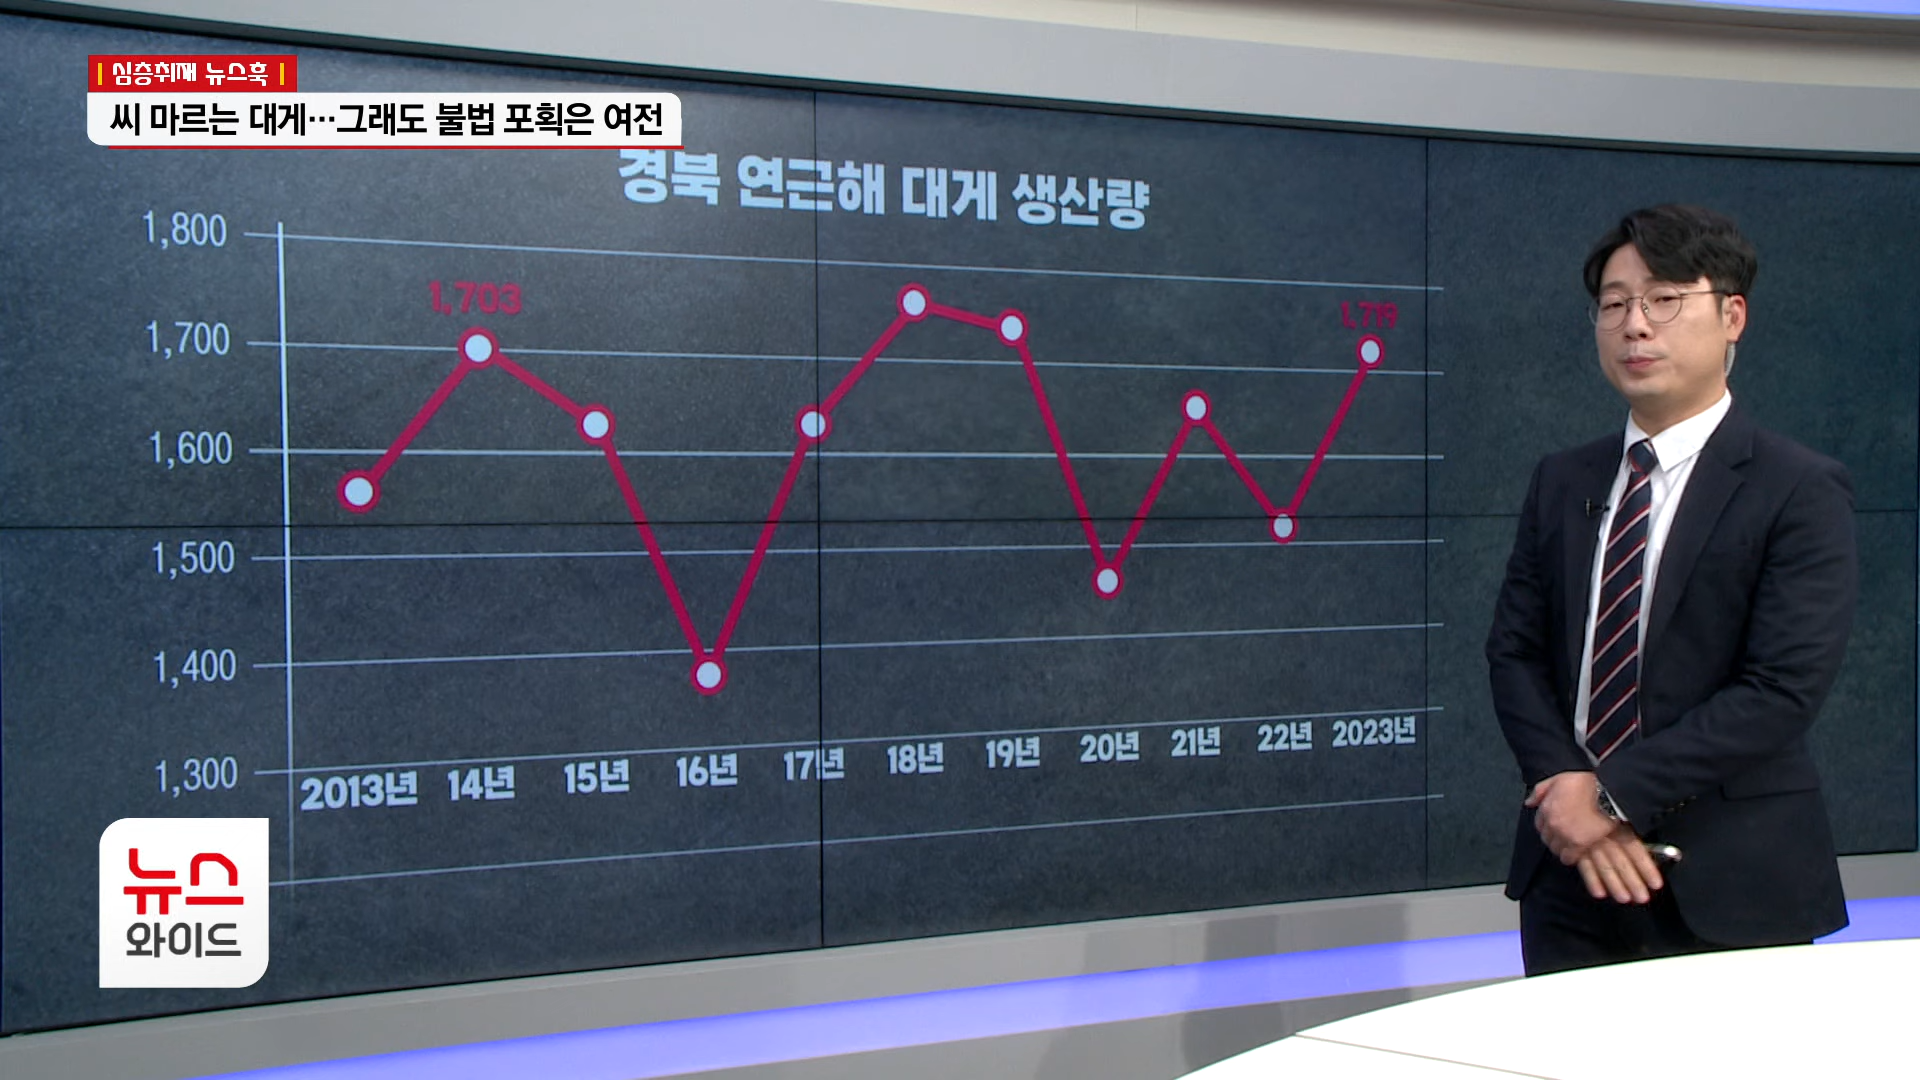 심층취재 뉴스훅
씨 마르는 대게…그래도 불법 포획은 여전
경북 연근해 대게 생산량
1,800
1,700
1,600
1,500
1,400
1,300
1,703
1,719
2013년 14년 15년 16년 17년 18년 19년 20년 21년 22년 2023년
뉴스
와이드